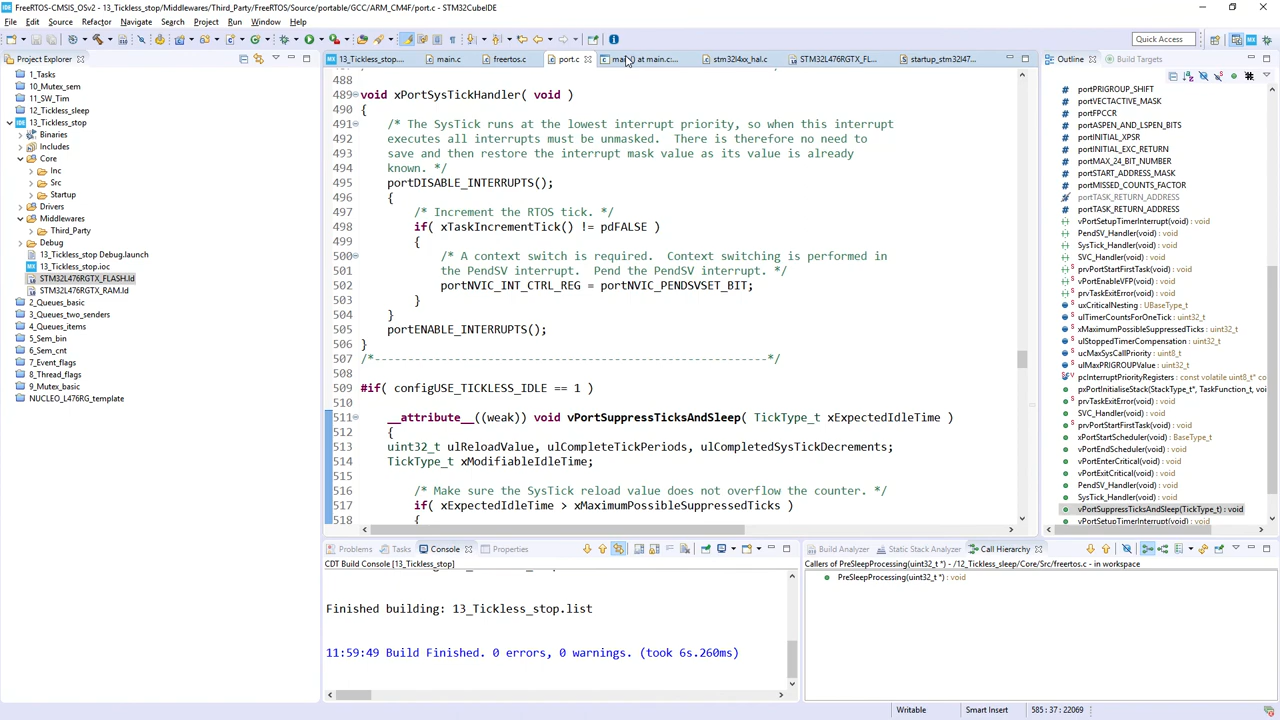 FreeRTOS-CMSIS_OSv2 - 13_Tickless_stop/Middlewares/Third_Party/FreeRTOS/Source/portable/GCC/ARM_CM4F/port.c - STM32CubeIDE
File Edit Source Refactor Navigate Search Project Run Window Help
Quick Access
Project Explorer
1_Tasks
10_Mutex_sem
11_SW_Tim
12_Tickless_sleep
13_Tickless_stop
Binaries
Includes
Core
Inc
Src
Startup
Drivers
Middlewares
Third_Party
Debug
13_Tickless_stop Debug.launch
13_Tickless_stop.ioc
STM32L476RGTX_FLASH.ld
STM32L476RGTX_RAM.ld
2_Queues_basic
3_Queues_two_senders
4_Queues_items
5_Sem_bin
6_Sem_cnt
7_Event_flags
8_Thread_flags
9_Mutex_basic
NUCLEO_L476RG_template
13_Tickless_stop.... main.c freertos.c port.c main() at main.c:... stm32l4xx_hal.c STM32L476RGTX_FL... startup_stm32l47...
488
489 void xPortSysTickHandler( void )
490 {
491 /* The SysTick runs at the lowest interrupt priority, so when this interrupt
492 executes all interrupts must be unmasked.  There is therefore no need to
493 save and then restore the interrupt mask value as its value is already
494 known. */
495 portDISABLE_INTERRUPTS();
496 {
497 /* Increment the RTOS tick. */
498 if( xTaskIncrementTick() != pdFALSE )
499 {
500 /* A context switch is required.  Context switching is performed in
501 the PendSV interrupt.  Pend the PendSV interrupt. */
502 portNVIC_INT_CTRL_REG = portNVIC_PENDSVSET_BIT;
503 }
504 }
505 portENABLE_INTERRUPTS();
506 }
507 /*-----------------------------------------------------------*/
508
509 #if( configUSE_TICKLESS_IDLE == 1 )
510
511 __attribute__((weak)) void vPortSuppressTicksAndSleep( TickType_t xExpectedIdleTime )
512 {
513 uint32_t ulReloadValue, ulCompleteTickPeriods, ulCompletedSysTickDecrements;
514 TickType_t xModifiableIdleTime;
515
516 /* Make sure the SysTick reload value does not overflow the counter. */
517 if( xExpectedIdleTime > xMaximumPossibleSuppressedTicks )
518 {
Outline Build Targets
portPRIGROUP_SHIFT
portVECTACTIVE_MASK
portFPCCR
portASPEN_AND_LSPEN_BITS
portINITIAL_XPSR
portINITIAL_EXC_RETURN
portMAX_24_BIT_NUMBER
portSTART_ADDRESS_MASK
portMISSED_COUNTS_FACTOR
portTASK_RETURN_ADDRESS
portTASK_RETURN_ADDRESS
vPortSetupTimerInterrupt(void)
PendSV_Handler(void)
SysTick_Handler(void)
SVC_Handler(void)
prvPortStartFirstTask(void)
vPortEnableVFP(void)
prvTaskExitError(void)
uxCriticalNesting: UBaseType_t
ulTimerCountsForOneTick: uint32_t
xMaximumPossibleSuppressedTicks: uint32_t
ulStoppedTimerCompensation: uint32_t
ucMaxSysCallPriority: uint8_t
ulMaxPRIGROUPValue: uint32_t
pcInterruptPriorityRegisters: const volatile uint8_t* c
pxPortInitialiseStack(StackType_t*, TaskFunction_t, vo
prvTaskExitError(void): void
SVC_Handler(void): void
prvPortStartFirstTask(void): void
xPortStartScheduler(void): BaseType_t
vPortEndScheduler(void): void
vPortEnterCritical(void): void
vPortExitCritical(void): void
PendSV_Handler(void): void
SysTick_Handler(void): void
vPortSuppressTicksAndSleep(TickType_t): void
vPortSetupTimerInterrupt(void): void
Problems Tasks Console Properties
CDT Build Console [13_Tickless_stop]
Finished building: 13_Tickless_stop.list
11:59:49 Build Finished. 0 errors, 0 warnings. (took 6s.260ms)
Build Analyzer Static Stack Analyzer Call Hierarchy
Callers of PreSleepProcessing(uint32_t *) - /12_Tickless_sleep/Core/Src/freertos.c - in workspace
PreSleepProcessing(uint32_t *) : void
Writable Smart Insert 585 : 37 : 22069